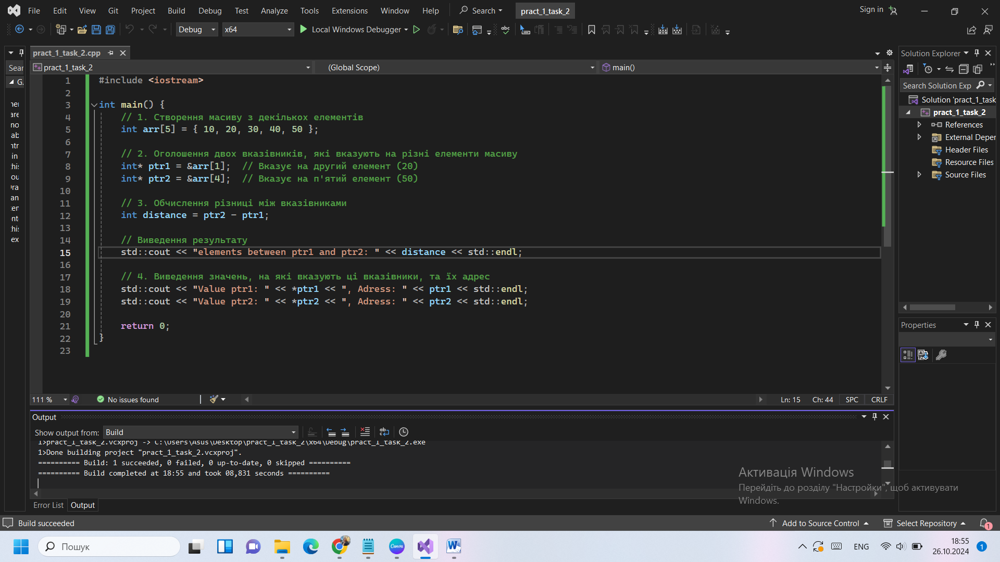 File Edit View Git Project Build Debug Test Analyze Tools Extensions Window Help Search pract_1_task_2 Sign in
Debug x64 Local Windows Debugger
pract_1_task_2.cpp
pract_1_task_2 (Global Scope) main()
1 #include <iostream>
2
3 int main() {
4 // 1. Створення масиву з декількох елементів
5 int arr[5] = { 10, 20, 30, 40, 50 };
6
7 // 2. Оголошення двох вказівників, які вказують на різні елементи масиву
8 int* ptr1 = &arr[1]; // Вказує на другий елемент (20)
9 int* ptr2 = &arr[4]; // Вказує на п'ятий елемент (50)
10
11 // 3. Обчислення різниці між вказівниками
12 int distance = ptr2 - ptr1;
13
14 // Виведення результату
15 std::cout << "elements between ptr1 and ptr2: " << distance << std::endl;
16
17 // 4. Виведення значень, на які вказують ці вказівники, та їх адрес
18 std::cout << "Value ptr1: " << *ptr1 << ", Adress: " << ptr1 << std::endl;
19 std::cout << "Value ptr2: " << *ptr2 << ", Adress: " << ptr2 << std::endl;
20
21 return 0;
22 }
23
111 % No issues found Ln: 15 Ch: 44 SPC CRLF
Output
Show output from: Build
1>pract_1_task_2.vcxproj -> C:\Users\Asus\Desktop\pract_1_task_2\x64\Debug\pract_1_task_2.exe
1>Done building project "pract_1_task_2.vcxproj".
========== Build: 1 succeeded, 0 failed, 0 up-to-date, 0 skipped ==========
========== Build completed at 18:55 and took 08,831 seconds ==========
Error List Output
Solution Explorer
Search Solution Exp
Solution 'pract_1_task
pract_1_task_2
References
External Deper
Header Files
Resource Files
Source Files
Properties
Активація Windows
Перейдіть до розділу "Настройки", щоб активувати
Windows.
Build succeeded Add to Source Control Select Repository 1
Пошук Canva ENG 18:55
26.10.2024 1